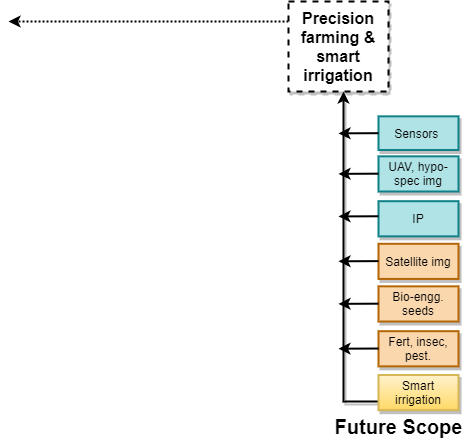 Precision
farming &
smart
irrigation
Sensors
UAV, hypo-
spec img
IP
Satellite img
Bio-engg.
seeds
Fert, insec,
pest.
Smart
irrigation
Future Scope